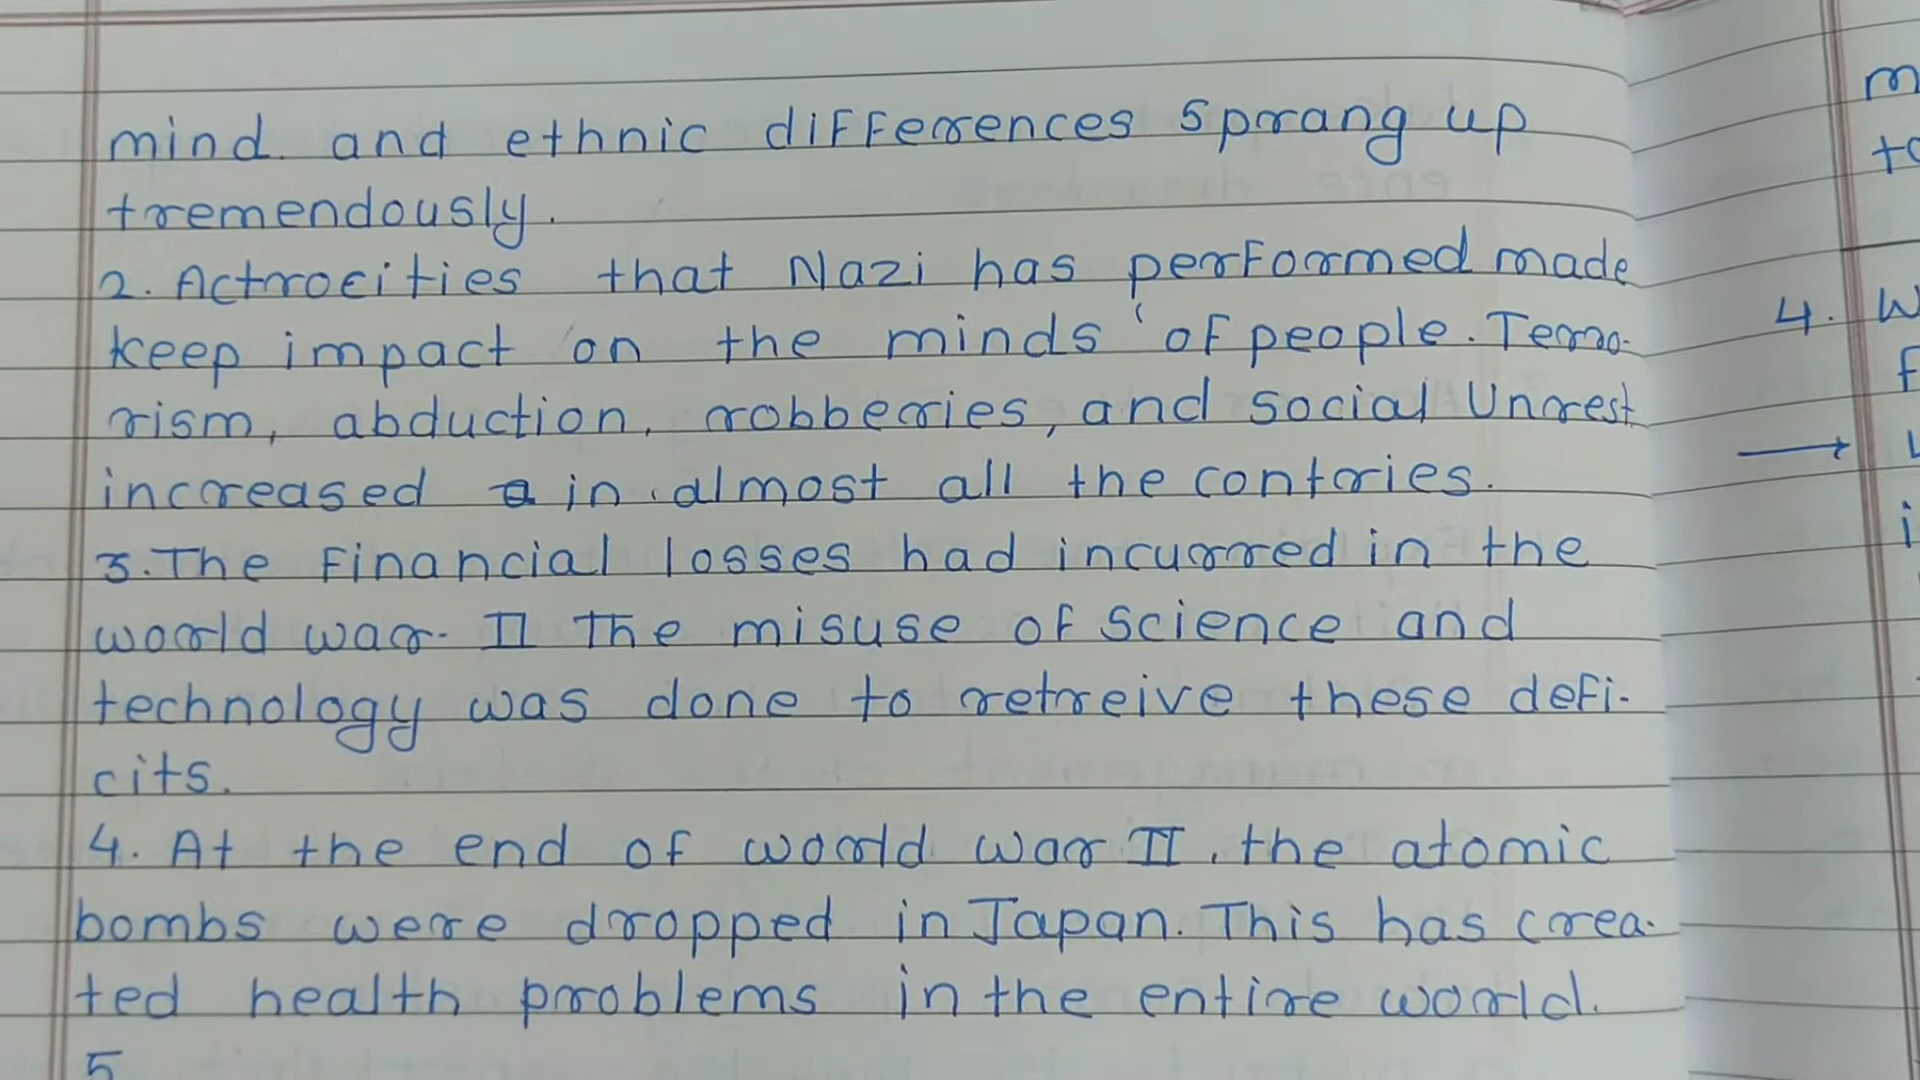 mind and ethnic differences sprang up
tremendously.
2. Actrocities that Nazi has performed made
keep impact on the minds of people. Terro-
rism, abduction, robberies, and social Unrest
increased in almost all the contries.
3. The Financial losses had incurred in the
world war- II The misuse of science and
technology was done to retreive these defi-
cits.
4. At the end of world war II, the atomic
bombs were dropped in Japan. This has crea-
ted health problems in the entire world.
5
4.